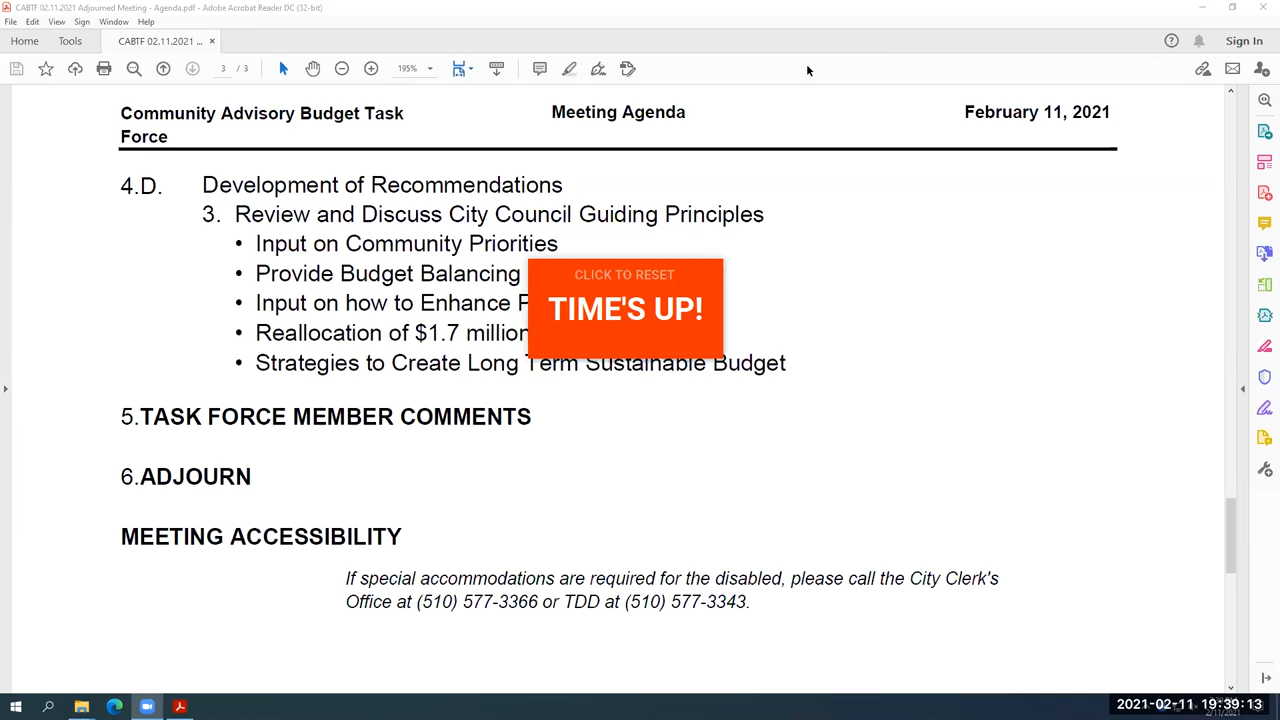 CABTF 02.11.2021 Adjourned Meeting - Agenda.pdf - Adobe Acrobat Reader DC (32-bit)
File Edit View Sign Window Help
Home Tools CABTF 02.11.2021 ... × Sign In
3 / 3 195%
Community Advisory Budget Task Force
Meeting Agenda
February 11, 2021
4.D. Development of Recommendations
3. Review and Discuss City Council Guiding Principles
• Input on Community Priorities
• Provide Budget Balancing
• Input on how to Enhance
• Reallocation of $1.7 million
• Strategies to Create Long Term Sustainable Budget
CLICK TO RESET
TIME'S UP!
5.TASK FORCE MEMBER COMMENTS
6.ADJOURN
MEETING ACCESSIBILITY
If special accommodations are required for the disabled, please call the City Clerk's
Office at (510) 577-3366 or TDD at (510) 577-3343.
2021-02-11 19:39:13